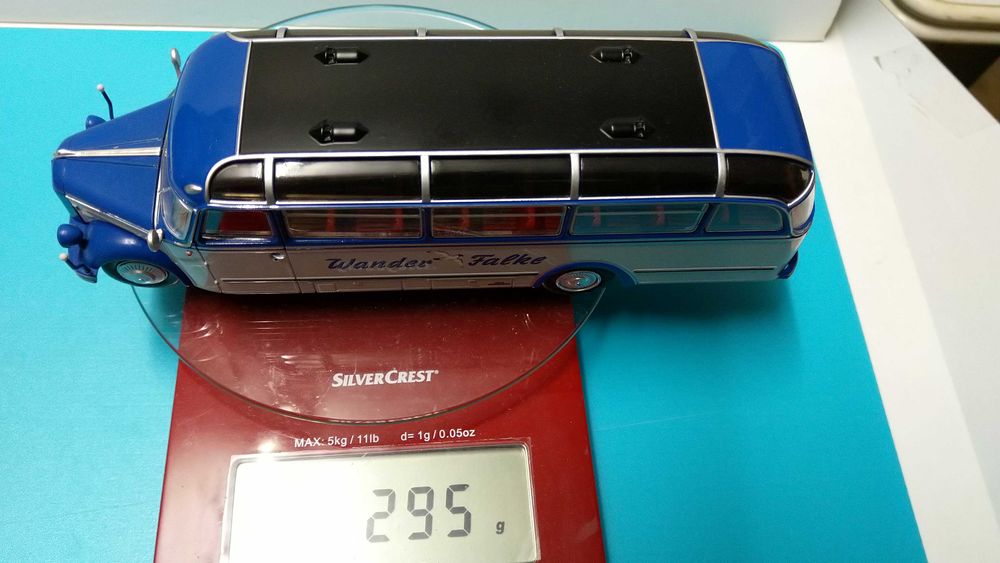 Wander Falke
SILVERCREST®
MAX: 5kg / 11lb d= 1g / 0.05oz
295 g